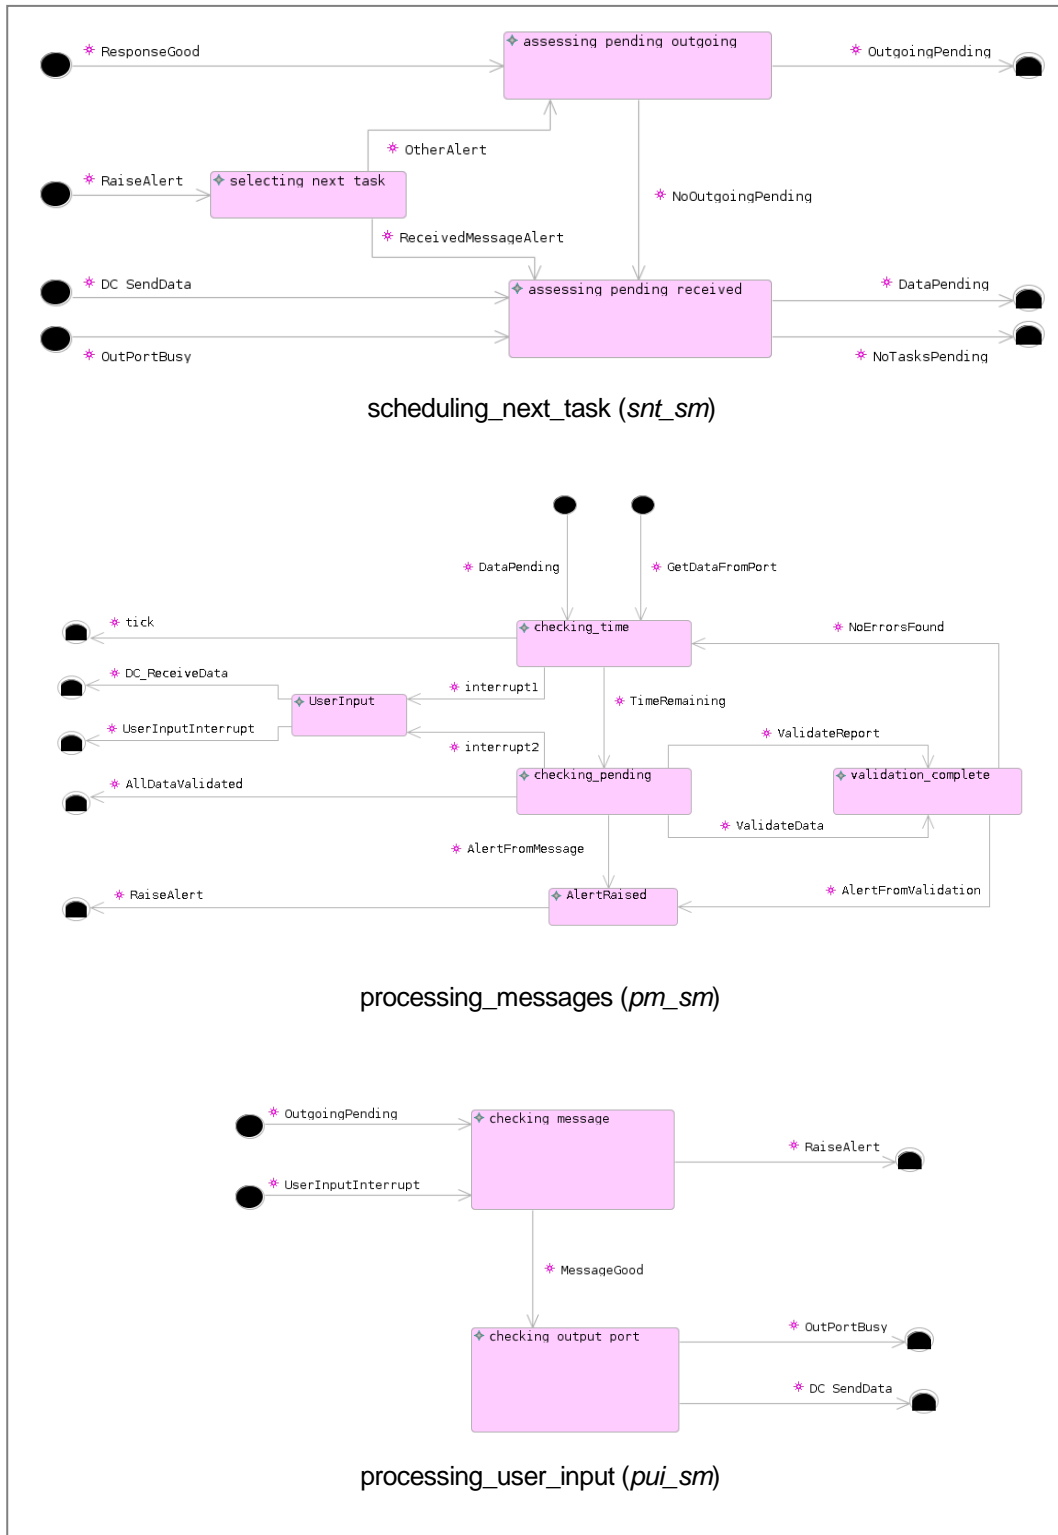 assessing pending outgoing
ResponseGood
OutgoingPending
OtherAlert
RaiseAlert
selecting next task
NoOutgoingPending
ReceivedMessageAlert
DC SendData
assessing pending received
DataPending
OutPortBusy
NoTasksPending
scheduling_next_task (snt_sm)
DataPending
GetDataFromPort
tick
checking_time
NoErrorsFound
DC_ReceiveData
interrupt1
UserInput
TimeRemaining
UserInputInterrupt
interrupt2
ValidateReport
checking_pending
validation_complete
AllDataValidated
ValidateData
AlertFromMessage
RaiseAlert
AlertRaised
AlertFromValidation
processing_messages (pm_sm)
OutgoingPending
checking message
RaiseAlert
UserInputInterrupt
MessageGood
checking output port
OutPortBusy
DC SendData
processing_user_input (pui_sm)